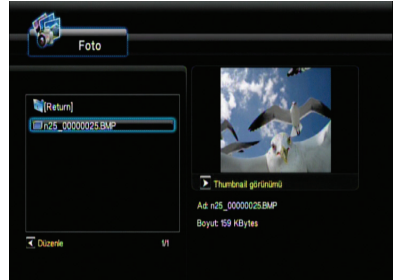 Foto
[Return]
n25_00000025.BMP
Thumbnail görünümü
Ad: n25_00000025.BMP
Boyut: 159 KBytes
Düzenle
1/1